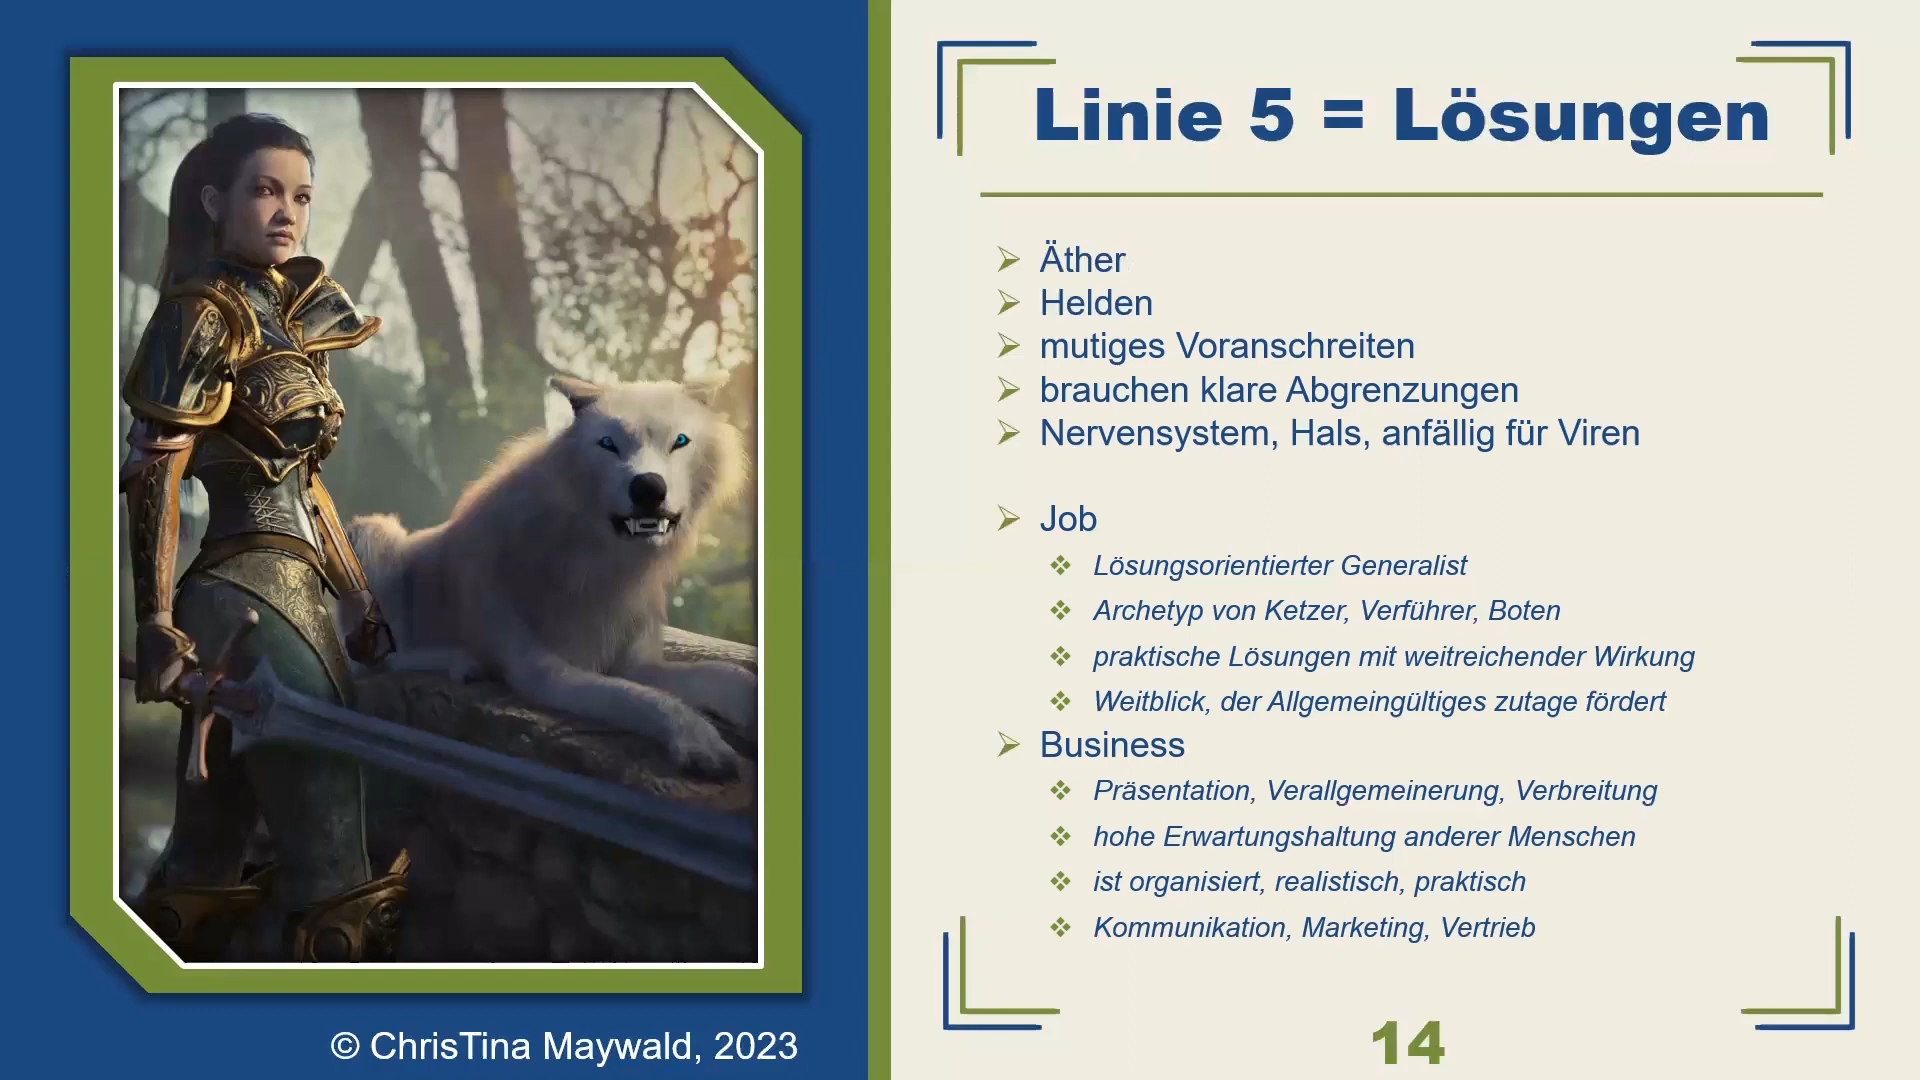 Linie 5 = Lösungen
Äther
Helden
mutiges Voranschreiten
brauchen klare Abgrenzungen
Nervensystem, Hals, anfällig für Viren
Job
Lösungsorientierter Generalist
Archetyp von Ketzer, Verführer, Boten
praktische Lösungen mit weitreichender Wirkung
Weitblick, der Allgemeingültiges zutage fördert
Business
Präsentation, Verallgemeinerung, Verbreitung
hohe Erwartungshaltung anderer Menschen
ist organisiert, realistisch, praktisch
Kommunikation, Marketing, Vertrieb
© ChrisTina Maywald, 2023
14